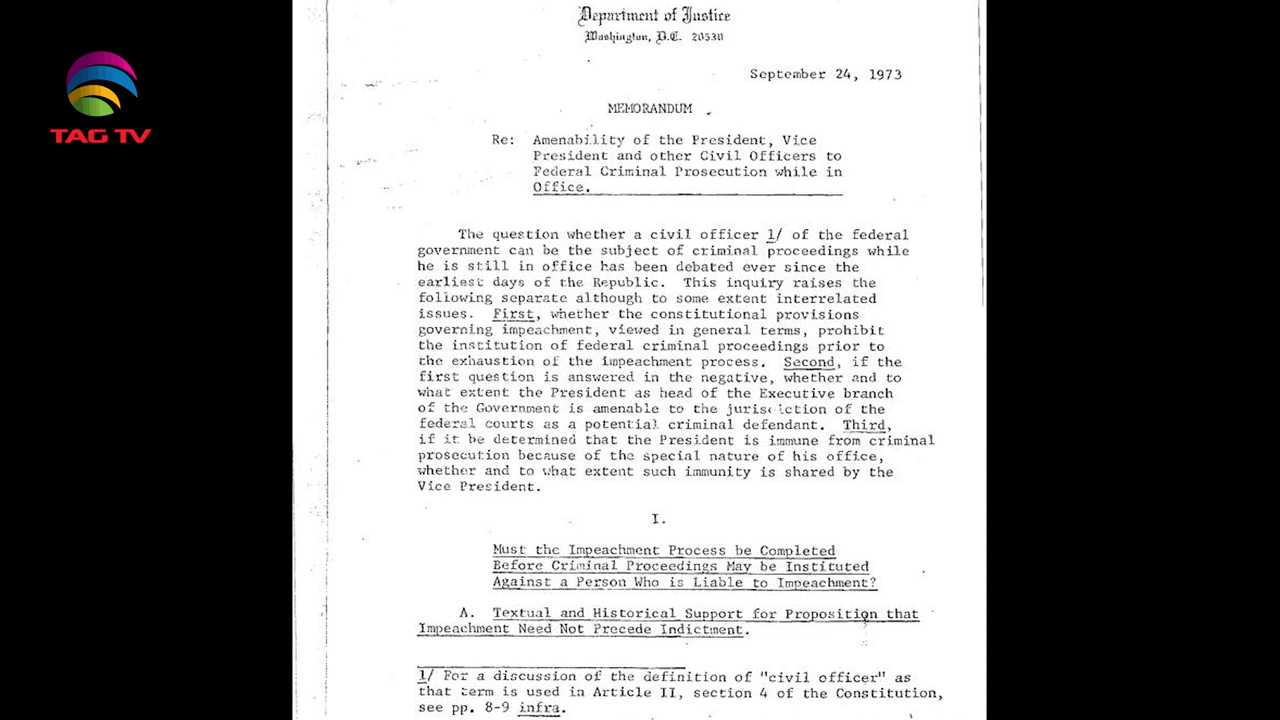 TAG TV
Department of Justice
Washington, D.C. 20530
September 24, 1973
MEMORANDUM
Re: Amenability of the President, Vice
President and other Civil Officers to
Federal Criminal Prosecution while in
Office.
The question whether a civil officer 1/ of the federal
government can be the subject of criminal proceedings while
he is still in office has been debated ever since the
earliest days of the Republic. This inquiry raises the
following separate although to some extent interrelated
issues. First, whether the constitutional provisions
governing impeachment, viewed in general terms, prohibit
the institution of federal criminal proceedings prior to
the exhaustion of the impeachment process. Second, if the
first question is answered in the negative, whether and to
what extent the President as head of the Executive branch
of the Government is amenable to the jurisdiction of the
federal courts as a potential criminal defendant. Third,
if it be determined that the President is immune from criminal
prosecution because of the special nature of his office,
whether and to what extent such immunity is shared by the
Vice President.
I.
Must the Impeachment Process be Completed
Before Criminal Proceedings May be Instituted
Against a Person Who is Liable to Impeachment?
A. Textual and Historical Support for Proposition that
Impeachment Need Not Precede Indictment.
1/ For a discussion of the definition of "civil officer" as
that term is used in Article II, section 4 of the Constitution,
see pp. 8-9 infra.